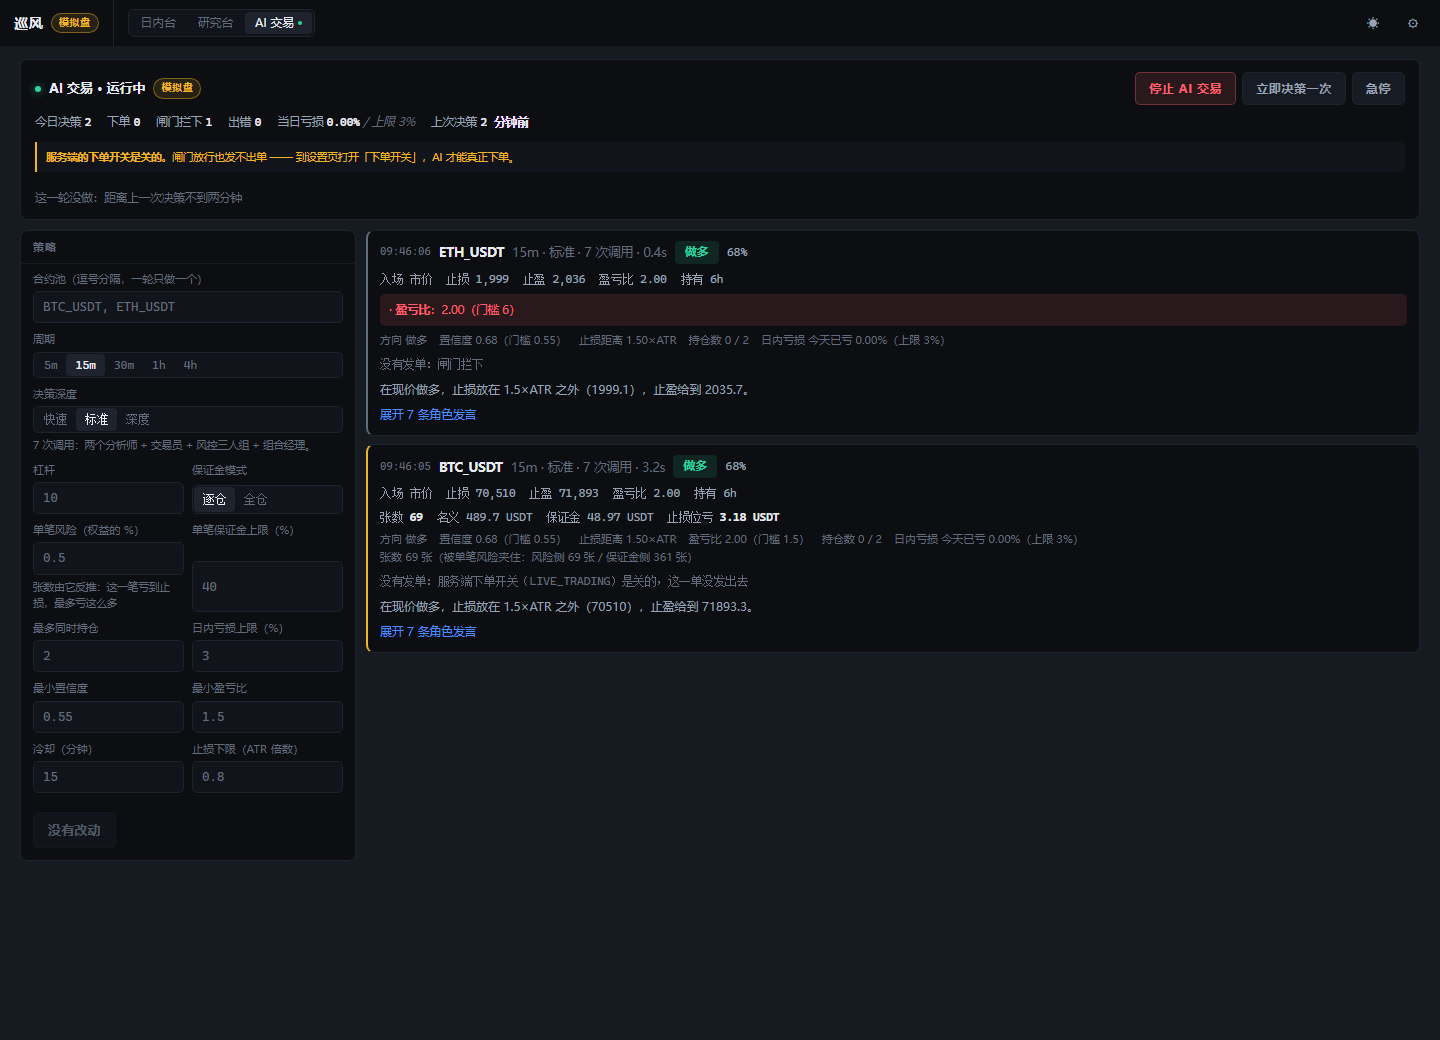 巡风 模拟盘 日内台 研究台 AI 交易
AI 交易 • 运行中 模拟盘 停止 AI 交易 立即决策一次 急停
今日决策 2 下单 0 闸门拦下 1 出错 0 当日亏损 0.00% / 上限 3% 上次决策 2 分钟前
服务端的下单开关是关的。闸门放行也发不出单 —— 到设置页打开「下单开关」，AI 才能真正下单。
这一轮没做：距离上一次决策不到两分钟
策略
合约池（逗号分隔，一轮只做一个）
BTC_USDT, ETH_USDT
周期
5m 15m 30m 1h 4h
决策深度
快速 标准 深度
7 次调用：两个分析师 + 交易员 + 风控三人组 + 组合经理。
杠杆 保证金模式
10 逐仓 全仓
单笔风险（权益的 %） 单笔保证金上限（%）
0.5
40
张数由它反推：这一笔亏到止
损，最多亏这么多
最多同时持仓 日内亏损上限（%）
2 3
最小置信度 最小盈亏比
0.55 1.5
冷却（分钟） 止损下限（ATR 倍数）
15 0.8
没有改动
09:46:06 ETH_USDT 15m · 标准 · 7 次调用 · 0.4s 做多 68%
入场 市价 止损 1,999 止盈 2,036 盈亏比 2.00 持有 6h
· 盈亏比：2.00（门槛 6）
方向 做多 置信度 0.68（门槛 0.55） 止损距离 1.50×ATR 持仓数 0 / 2 日内亏损 今天已亏 0.00%（上限 3%）
没有发单：闸门拦下
在现价做多，止损放在 1.5×ATR 之外（1999.1），止盈给到 2035.7。
展开 7 条角色发言
09:46:05 BTC_USDT 15m · 标准 · 7 次调用 · 3.2s 做多 68%
入场 市价 止损 70,510 止盈 71,893 盈亏比 2.00 持有 6h
张数 69 名义 489.7 USDT 保证金 48.97 USDT 止损位亏 3.18 USDT
方向 做多 置信度 0.68（门槛 0.55） 止损距离 1.50×ATR 盈亏比 2.00（门槛 1.5） 持仓数 0 / 2 日内亏损 今天已亏 0.00%（上限 3%）
张数 69 张（被单笔风险夹住：风险侧 69 张 / 保证金侧 361 张）
没有发单：服务端下单开关（LIVE_TRADING）是关的，这一单没发出去
在现价做多，止损放在 1.5×ATR 之外（70510），止盈给到 71893.3。
展开 7 条角色发言